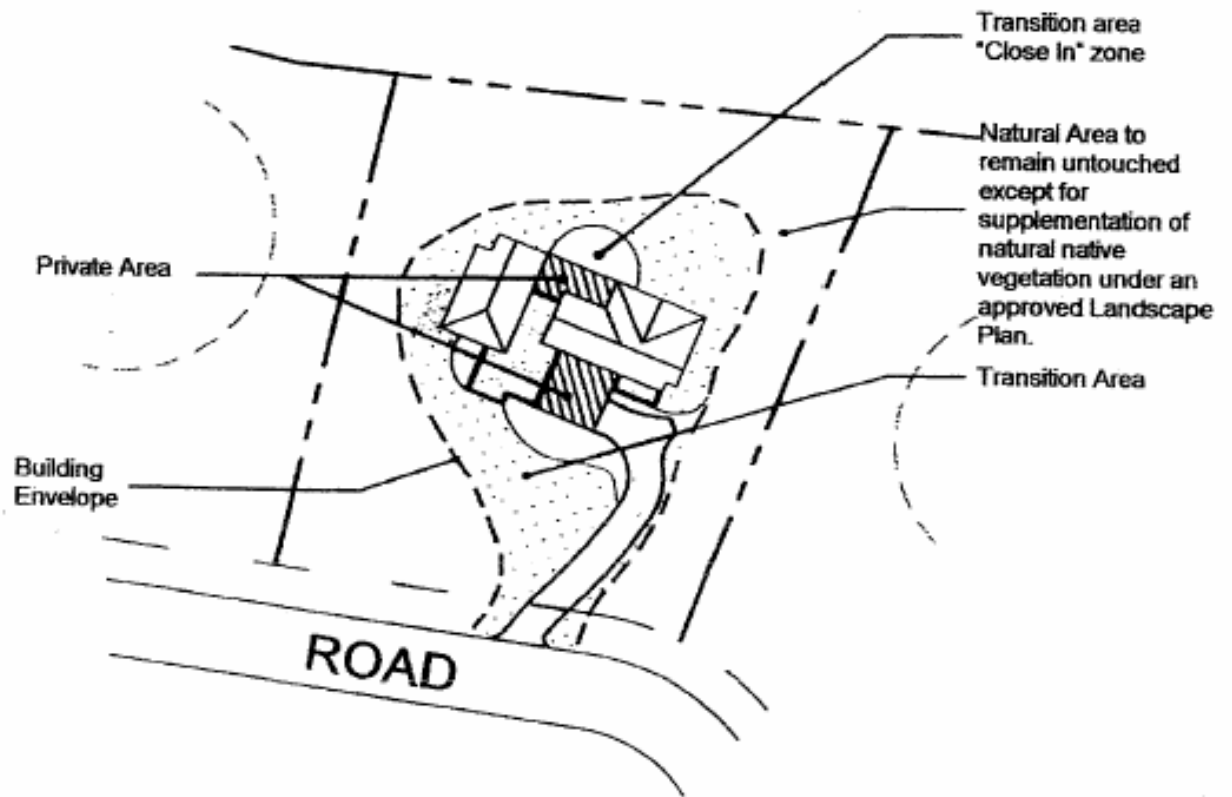 Transition area
"Close In" zone
Natural Area to
remain untouched
except for
supplementation of
natural native
vegetation under an
approved Landscape
Plan.
Private Area
Transition Area
Building
Envelope
ROAD